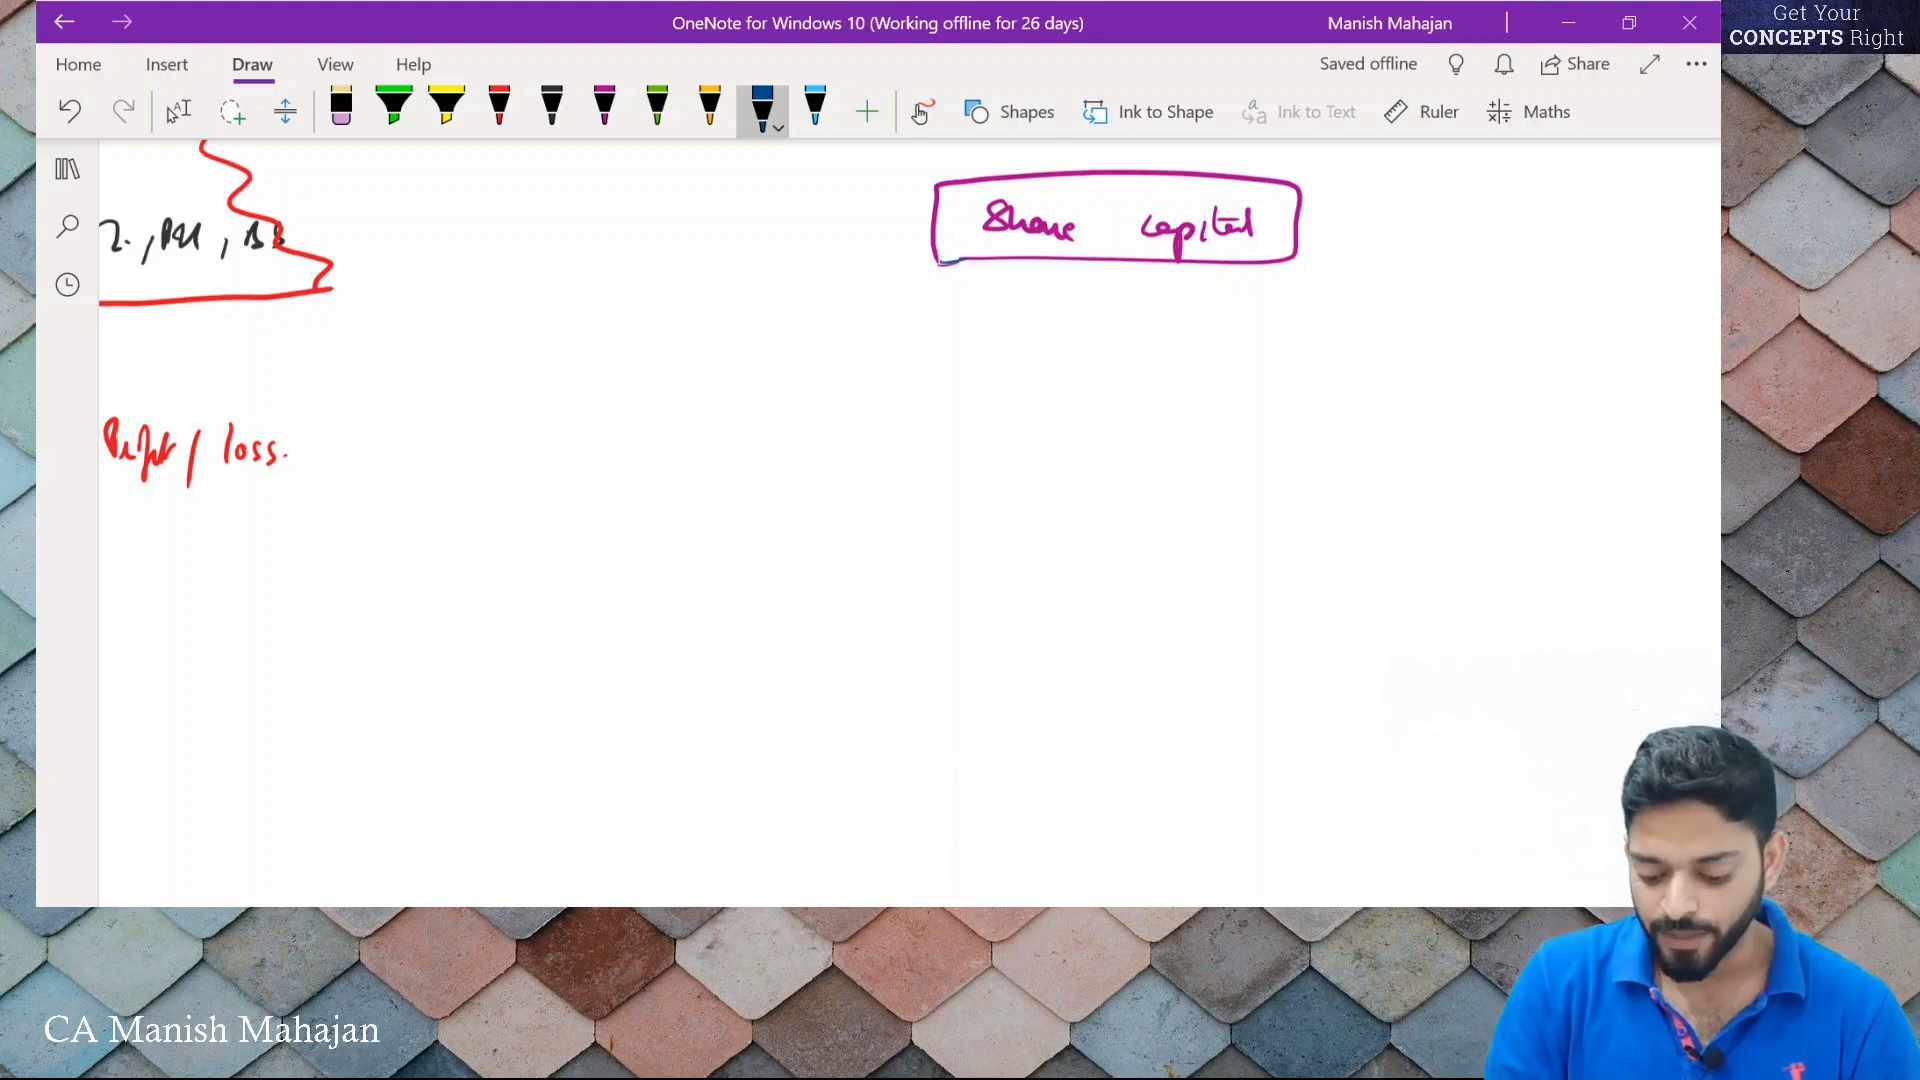 OneNote for Windows 10 (Working offline for 26 days)
Manish Mahajan
Get Your
CONCEPTS Right
Home Insert Draw View Help
Saved offline
Share
Shapes
Ink to Shape
Ink to Text
Ruler
Maths
Share capital
/ loss.
CA Manish Mahajan